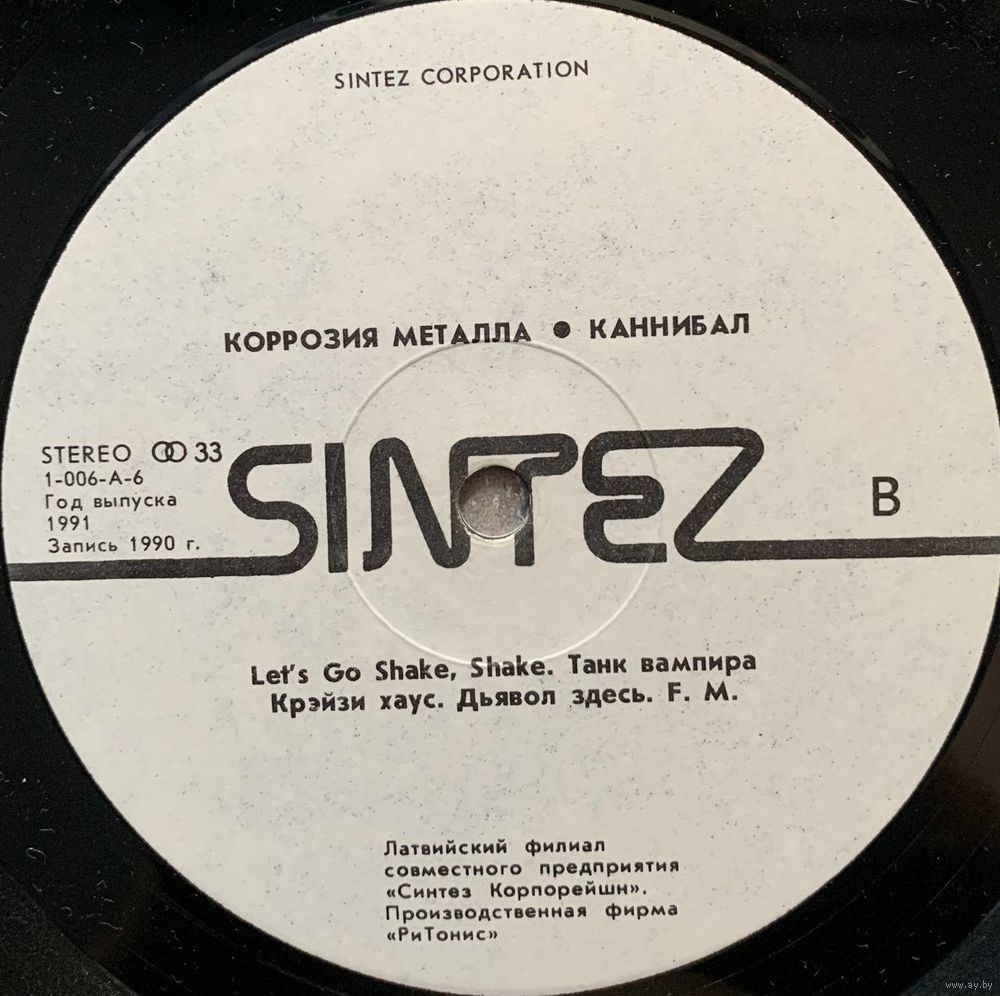 SINTEZ CORPORATION
КОРРОЗИЯ МЕТАЛЛА ● КАННИБАЛ
STEREO 33
1-006-А-6
Год выпуска
1991
Запись 1990 г.
SINTEZ
B
Let's Go Shake, Shake. Танк вампира
Крэйзи хаус. Дьявол здесь. F. M.
Латвийский филиал
совместного предприятия
«Синтез Корпорейшн».
Производственная фирма
«РиТонис»
www.ay.by